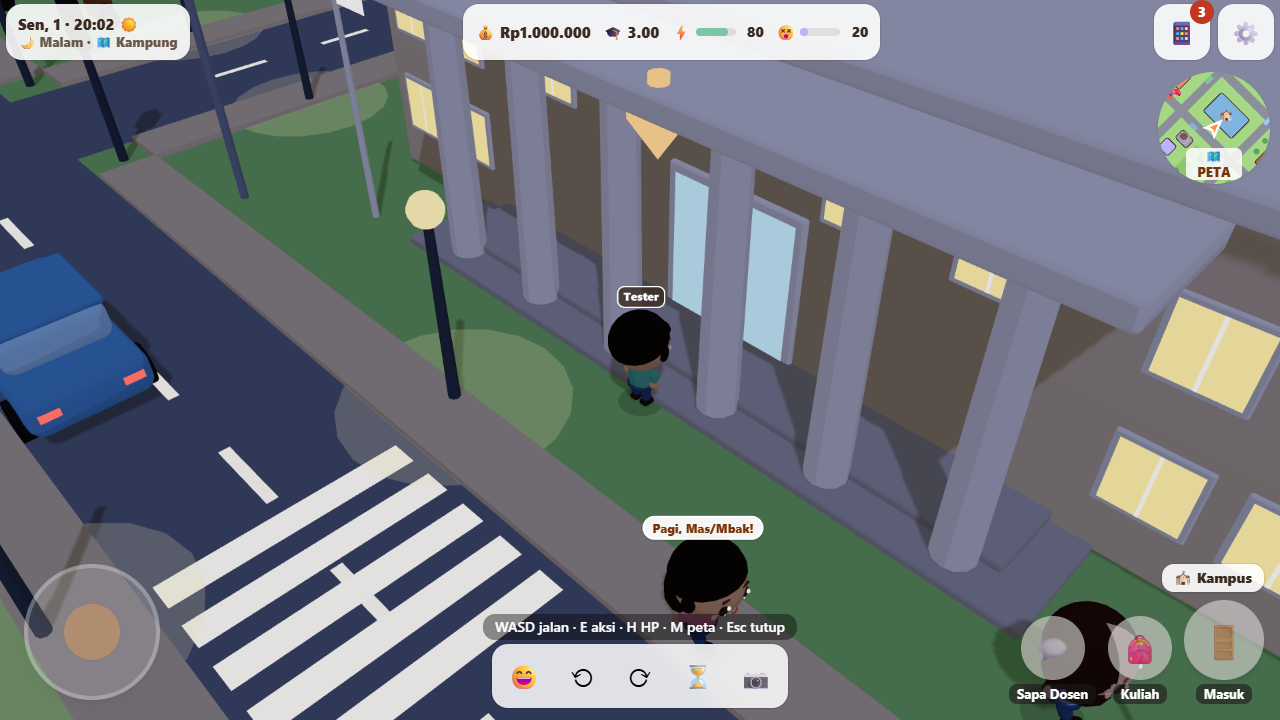 Sen, 1 · 20:02
Malam · Kampung
Rp1.000.000
3.00
80
20
3
PETA
Tester
Pagi, Mas/Mbak!
Kampus
WASD jalan · E aksi · H HP · M peta · Esc tutup
Sapa Dosen
Kuliah
Masuk